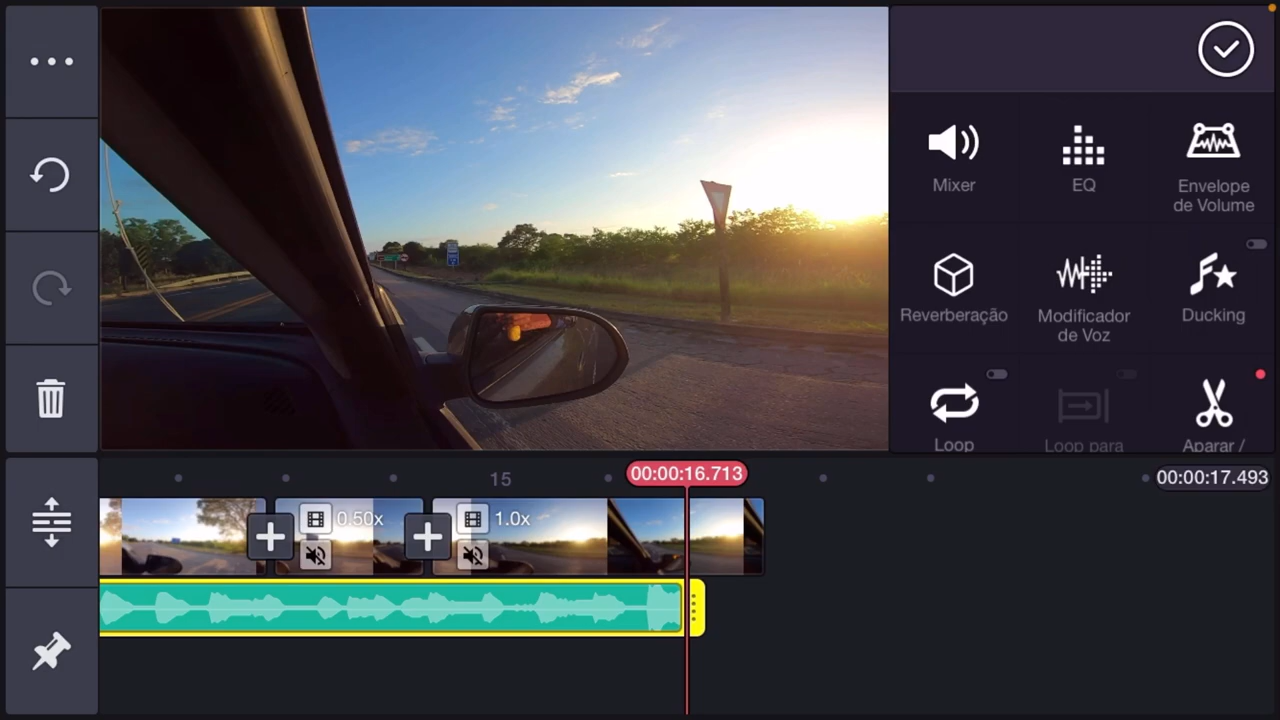 Mixer
EQ
Envelope
de Volume
Reverberação
Modificador
de Voz
Ducking
Loop
Loop para
Aparar /
15
00:00:16.713
00:00:17.493
0.50x
1.0x